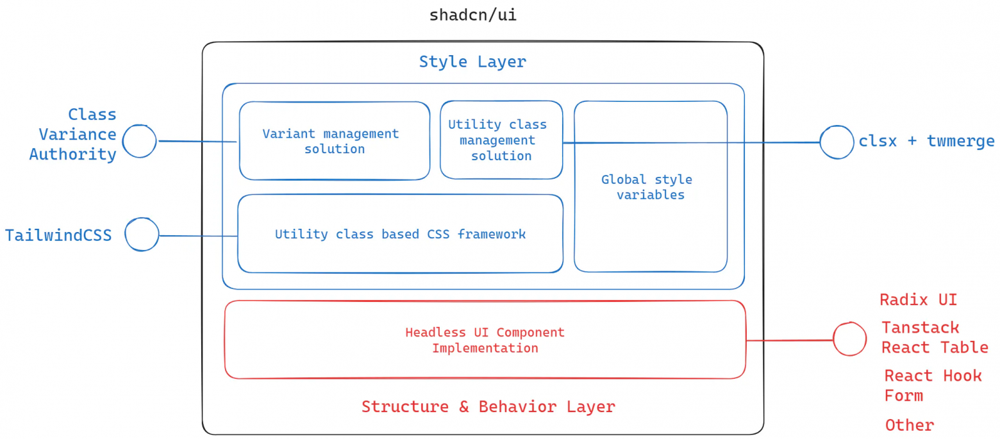 shadcn/ui
Style Layer
Class
Variance
Authority
Variant management
solution
Utility class
management
solution
clsx + twmerge
Global style
variables
TailwindCSS
Utility class based CSS framework
Headless UI Component
Implementation
Radix UI
Tanstack
React Table
React Hook
Form
Other
Structure & Behavior Layer